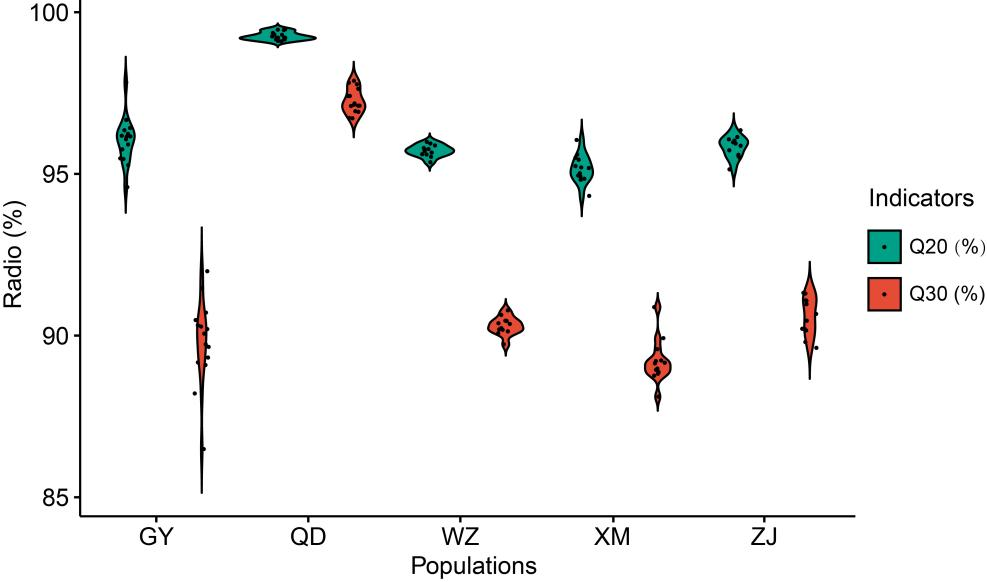 100
95
90
85
Radio (%)
GY QD WZ XM ZJ
Populations
Indicators
Q20 (%)
Q30 (%)